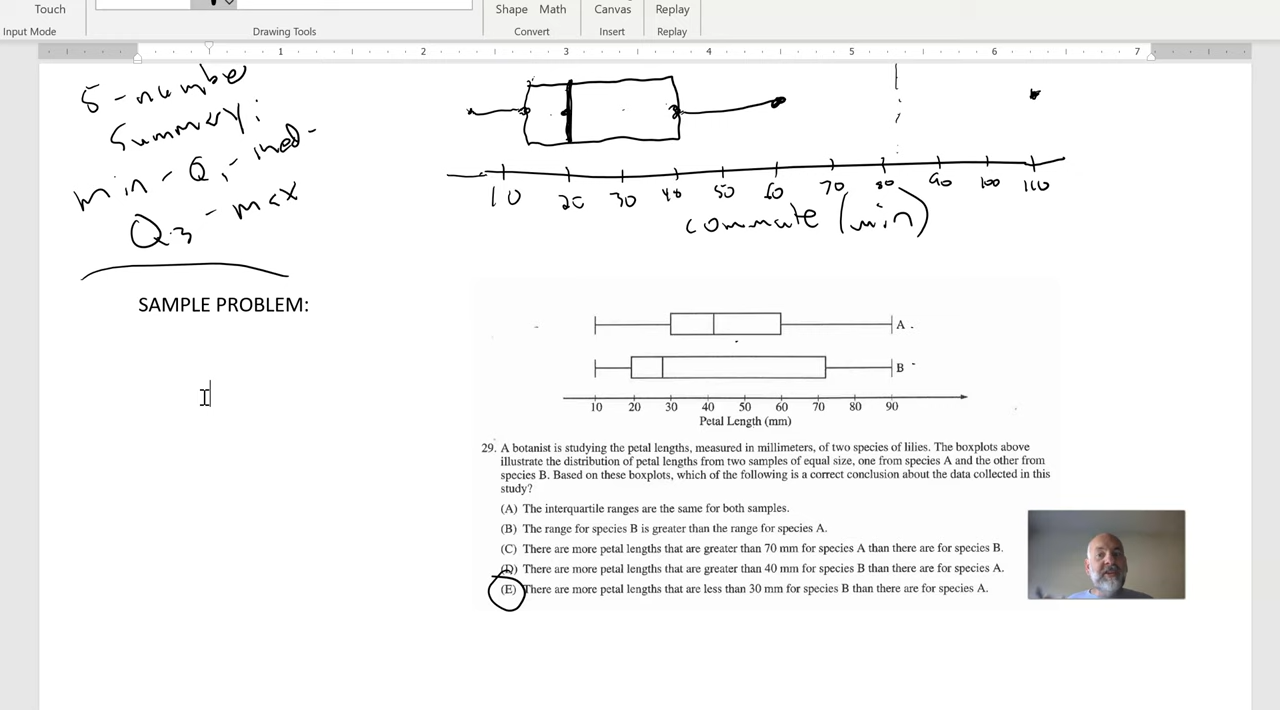 Touch
Shape Math
Canvas
Replay
Input Mode
Drawing Tools
Convert
Insert
Replay
1 2 3 4 5 6 7
5-number
Summary:
min - Q1 - med -
Q3 - max
10 20 30 40 50 60 70 80 90 100 110
commute (min)
SAMPLE PROBLEM:
A
B
10 20 30 40 50 60 70 80 90
Petal Length (mm)
29. A botanist is studying the petal lengths, measured in millimeters, of two species of lilies. The boxplots above
illustrate the distribution of petal lengths from two samples of equal size, one from species A and the other from
species B. Based on these boxplots, which of the following is a correct conclusion about the data collected in this
study?
(A) The interquartile ranges are the same for both samples.
(B) The range for species B is greater than the range for species A.
(C) There are more petal lengths that are greater than 70 mm for species A than there are for species B.
(D) There are more petal lengths that are greater than 40 mm for species B than there are for species A.
(E) There are more petal lengths that are less than 30 mm for species B than there are for species A.